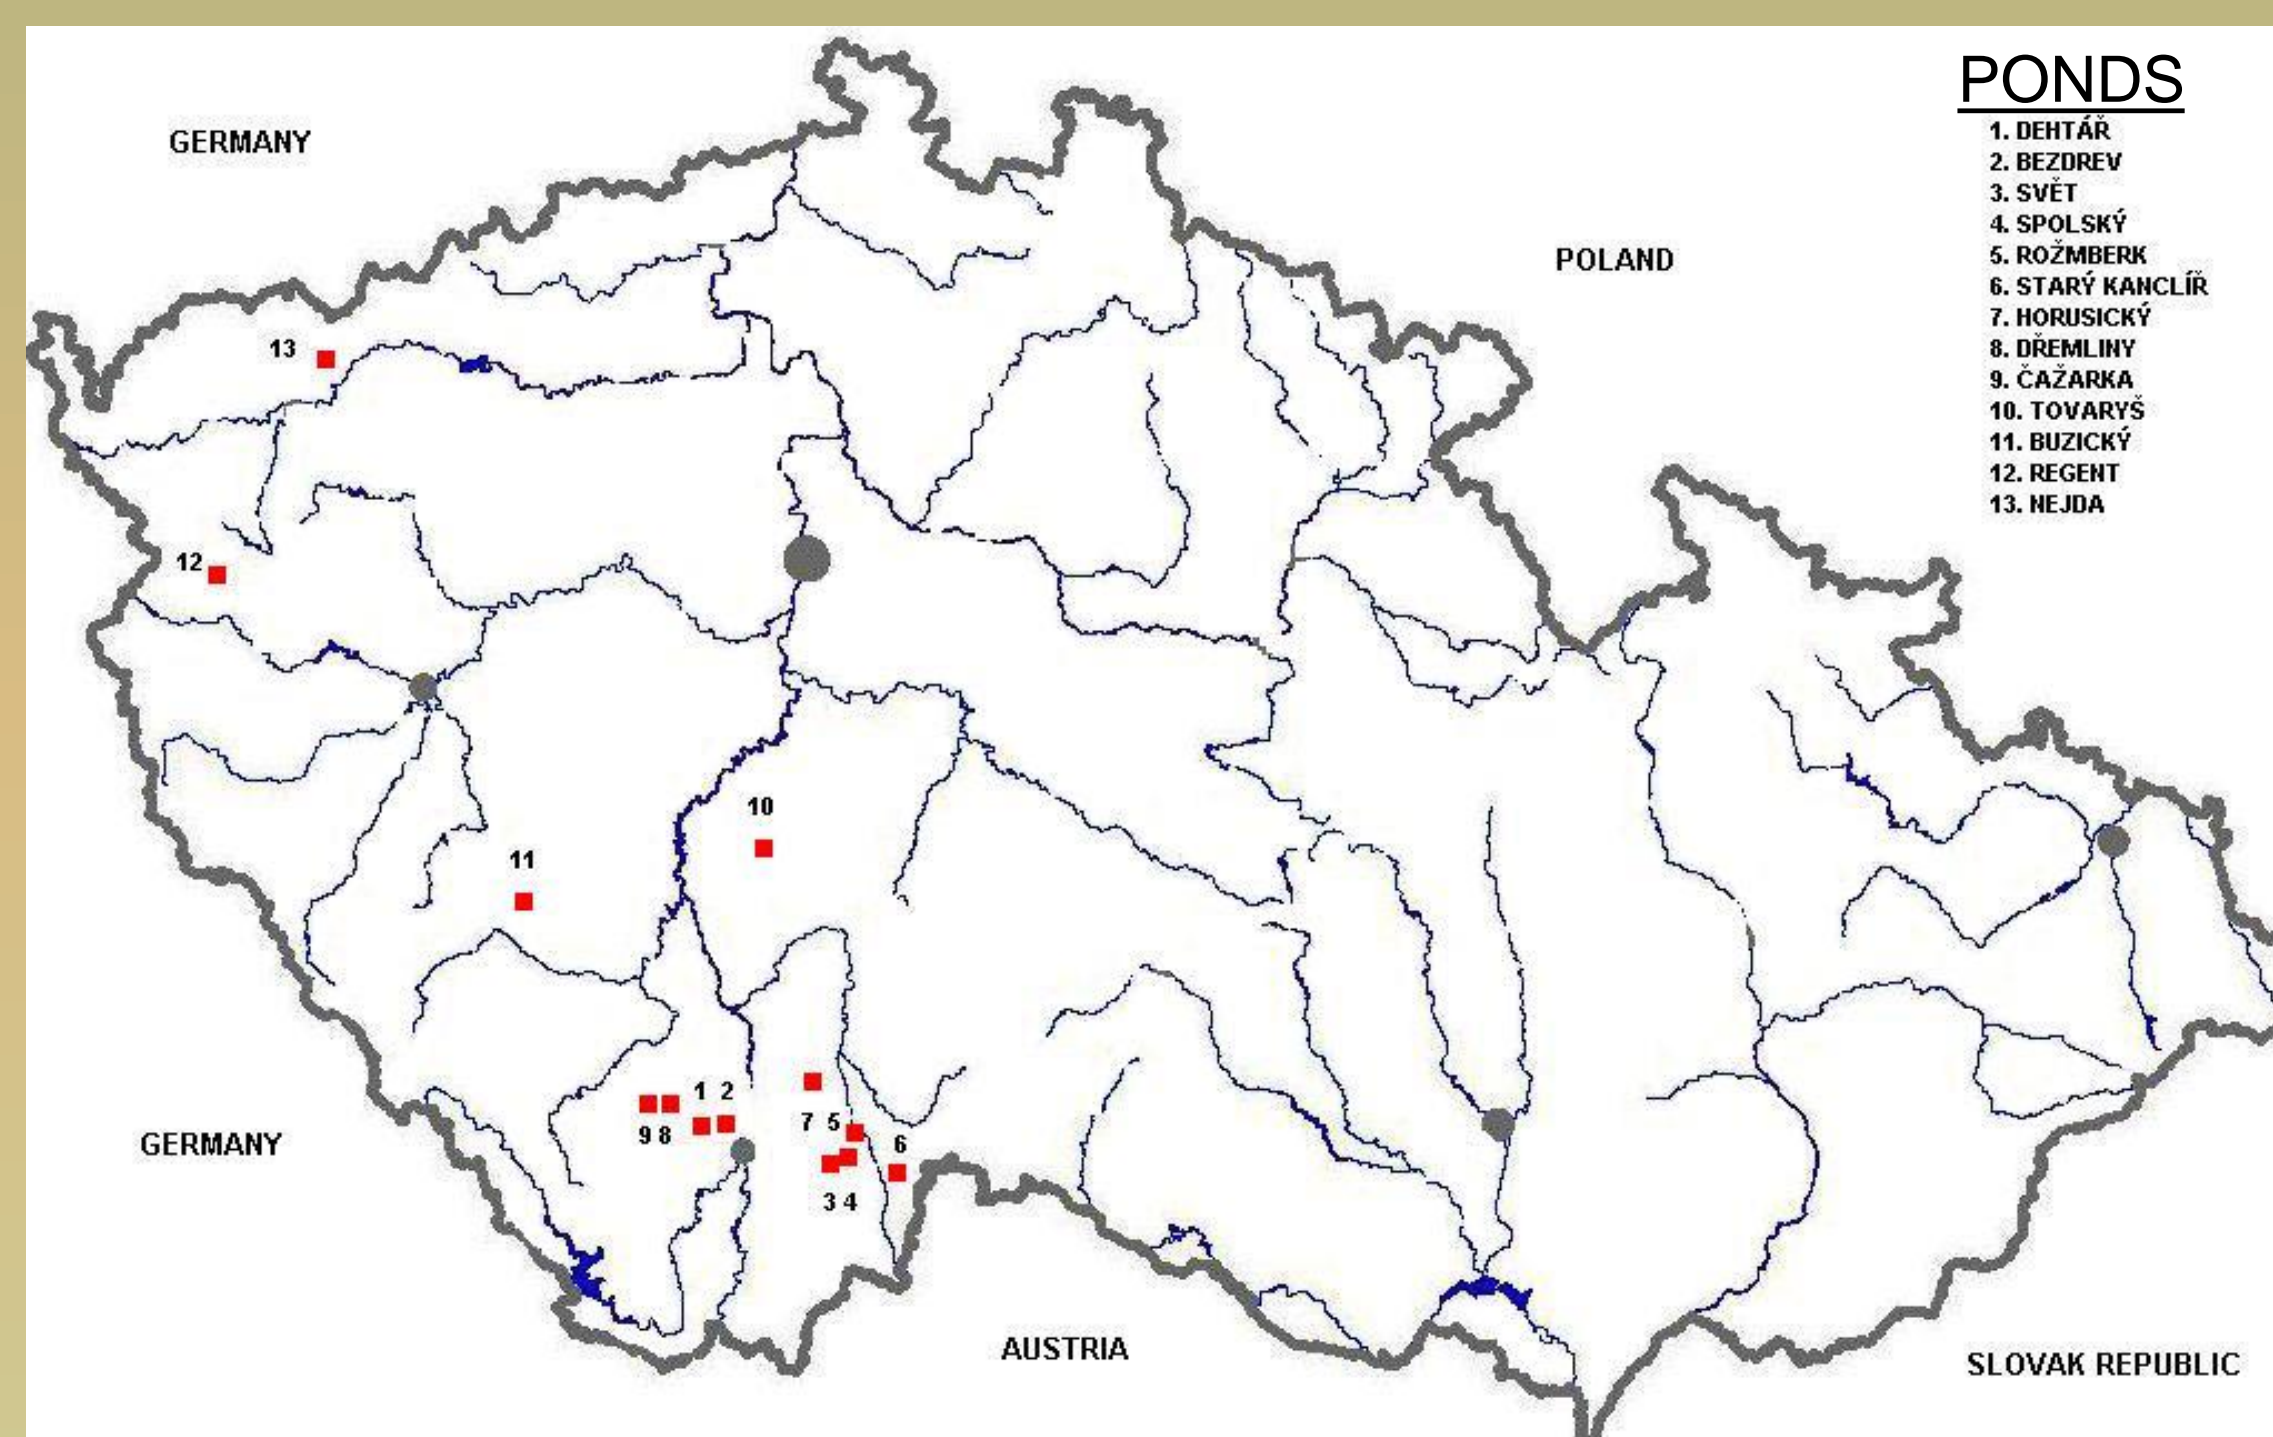 PONDS
1. DEHTÁŘ
2. BEZDREV
3. SVĚT
4. SPOLSKÝ
5. ROŽMBERK
6. STARÝ KANCLÍŘ
7. HORUSICKÝ
8. DŘEMLINY
9. ČAŽARKA
10. TOVARYŠ
11. BUZICKÝ
12. REGENT
13. NEJDA
GERMANY
POLAND
13
12
10
11
1 2
9 8
7 5
6
3 4
GERMANY
AUSTRIA
SLOVAK REPUBLIC